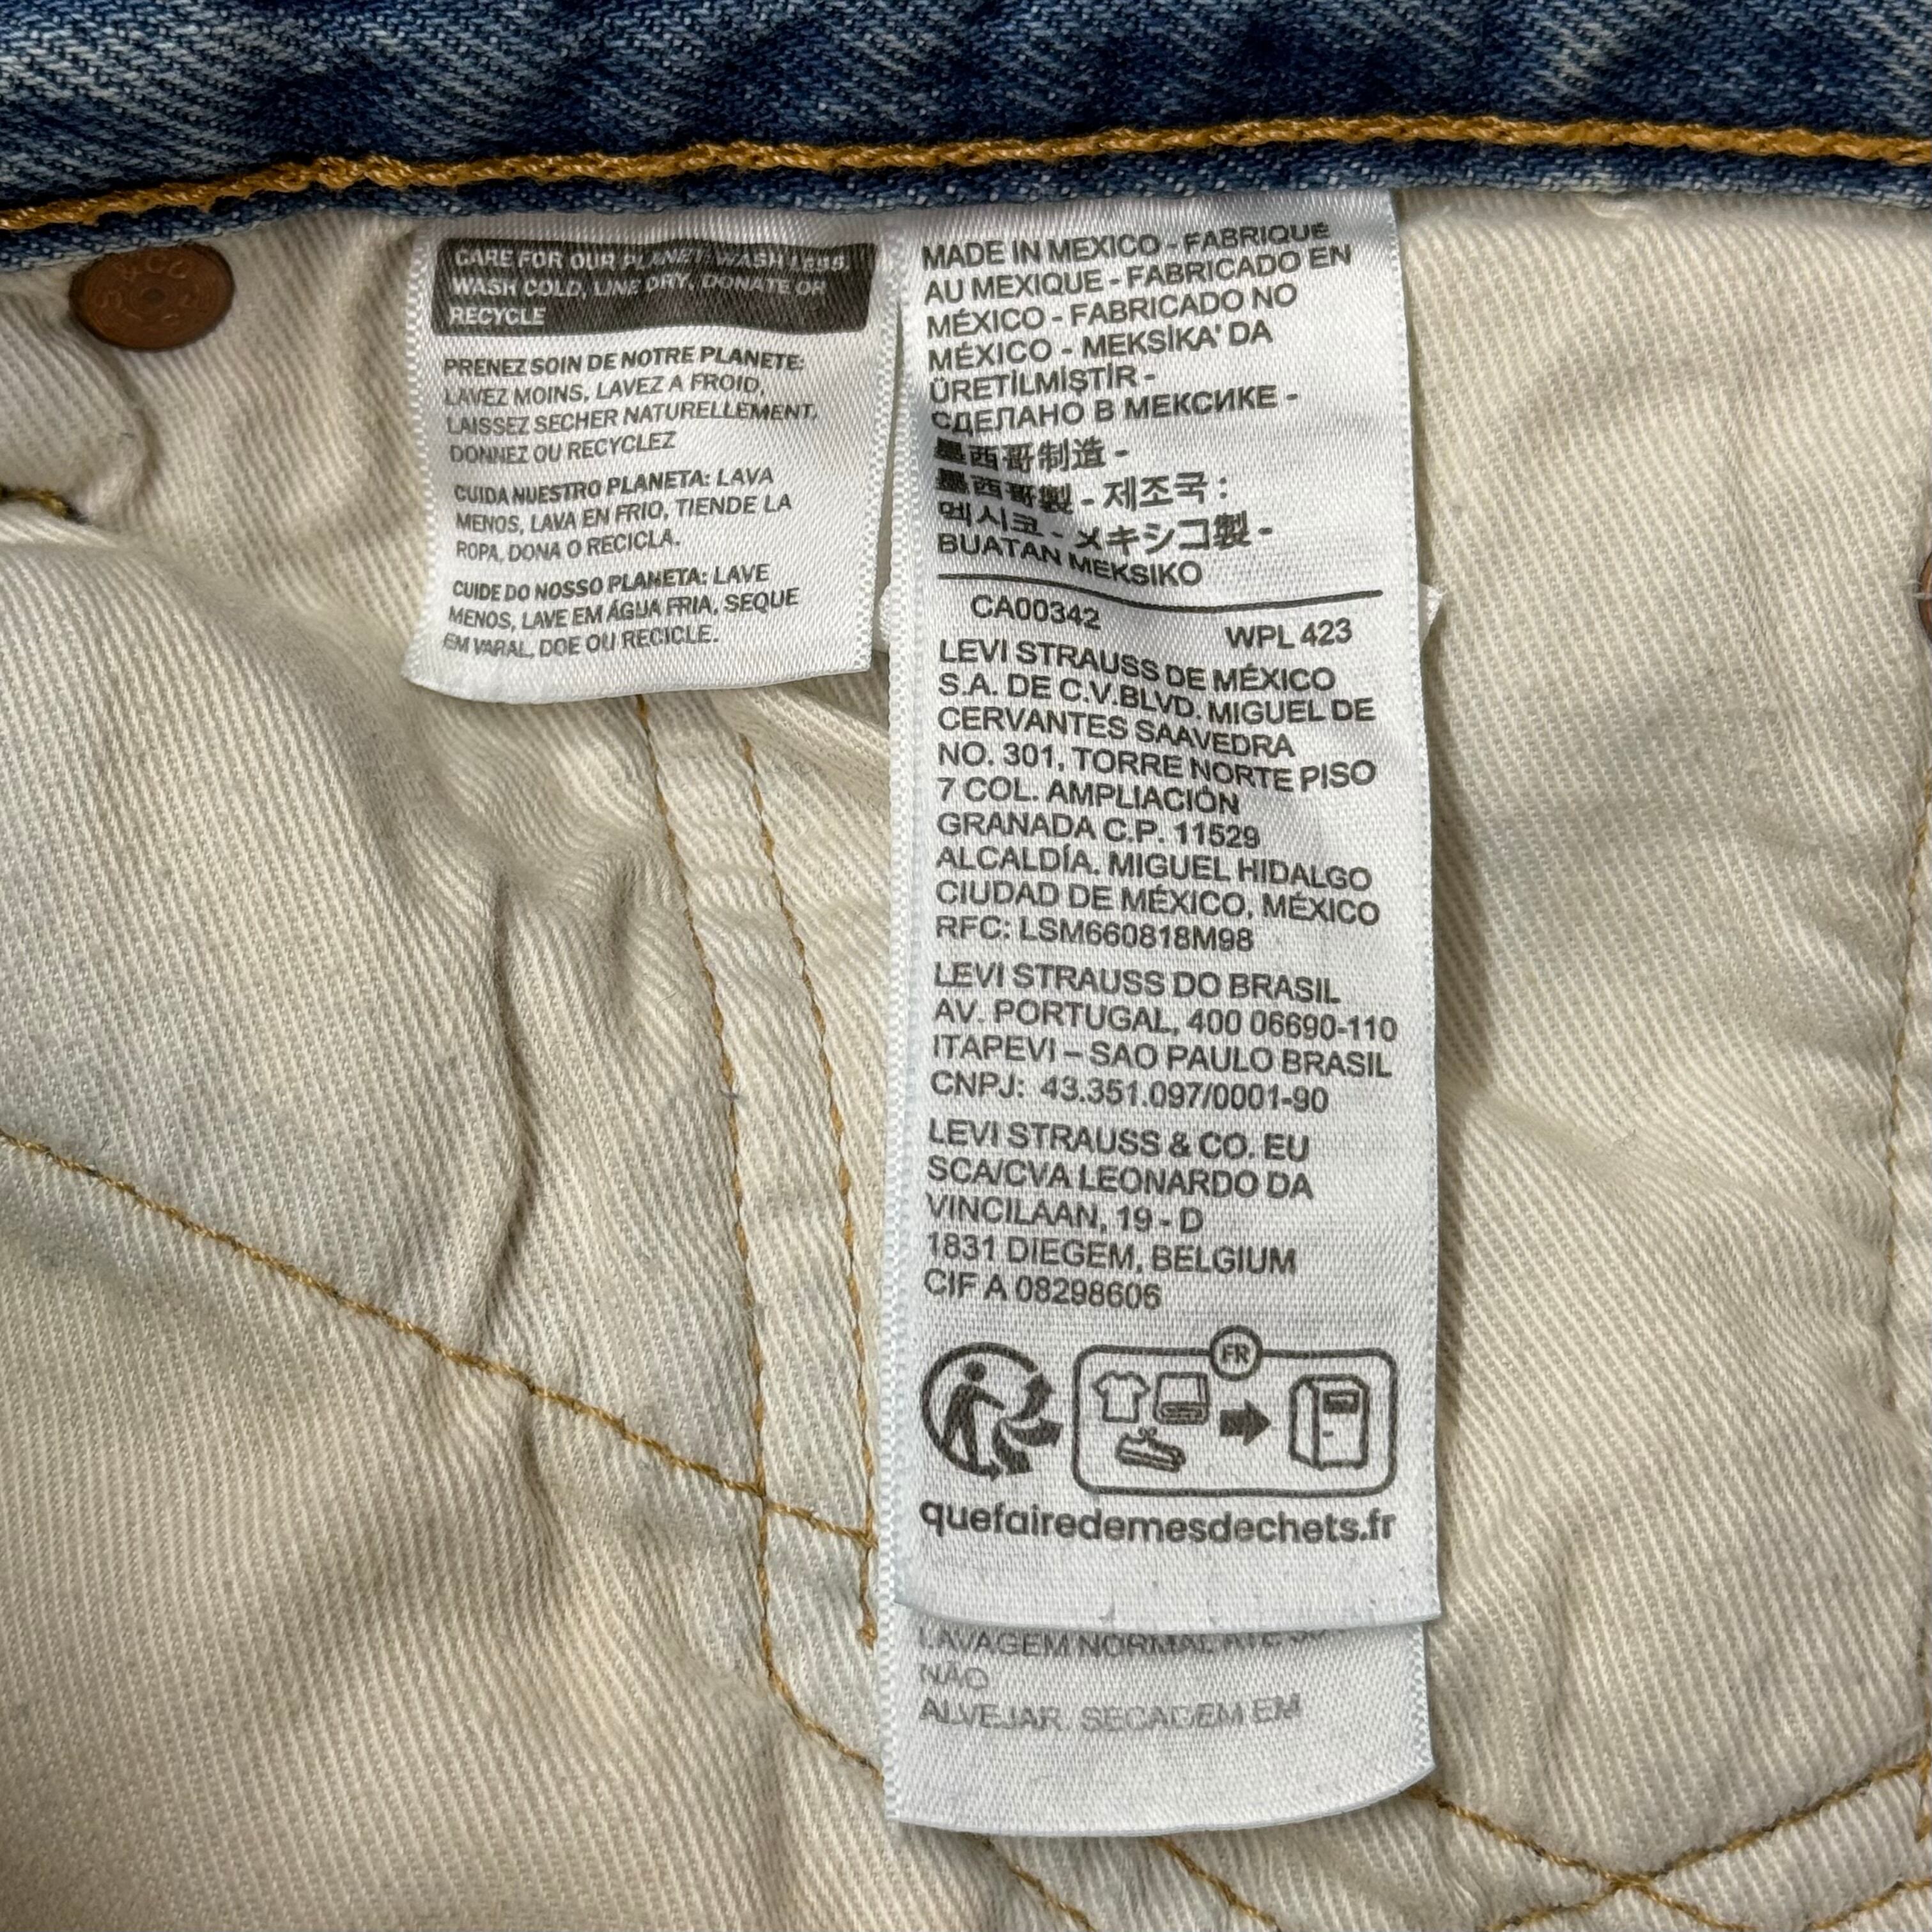 CARE FOR OUR PLANET: WASH LESS,
WASH COLD, LINE DRY, DONATE OR
RECYCLE
PRENEZ SOIN DE NOTRE PLANETE:
LAVEZ MOINS, LAVEZ A FROID,
LAISSEZ SECHER NATURELLEMENT,
DONNEZ OU RECYCLEZ
CUIDA NUESTRO PLANETA: LAVA
MENOS, LAVA EN FRIO, TIENDE LA
ROPA, DONA O RECICLA.
CUIDE DO NOSSO PLANETA: LAVE
MENOS, LAVE EM ÁGUA FRIA, SEQUE
EM VARAL, DOE OU RECICLE.
MADE IN MEXICO - FABRIQUÉ
AU MEXIQUE - FABRICADO EN
MÉXICO - FABRICADO NO
MÉXICO - MEKSİKA' DA
ÜRETİLMİŞTİR -
СДЕЛАНО В МЕКСИКЕ -
墨西哥制造 -
墨西哥製 - 제조국 :
멕시코 - メキシコ製 -
BUATAN MEKSIKO
CA00342 WPL 423
LEVI STRAUSS DE MÉXICO
S.A. DE C.V.BLVD. MIGUEL DE
CERVANTES SAAVEDRA
NO. 301, TORRE NORTE PISO
7 COL. AMPLIACIÓN
GRANADA C.P. 11529
ALCALDÍA. MIGUEL HIDALGO
CIUDAD DE MÉXICO, MÉXICO
RFC: LSM660818M98
LEVI STRAUSS DO BRASIL
AV. PORTUGAL, 400 06690-110
ITAPEVI – SAO PAULO BRASIL
CNPJ: 43.351.097/0001-90
LEVI STRAUSS & CO. EU
SCA/CVA LEONARDO DA
VINCILAAN, 19 - D
1831 DIEGEM, BELGIUM
CIF A 08298606
FR
quefairedemesdechets.fr
LAVAGEM NORMAL ATÉ
NÃO
ALVEJAR. SECAGEM EM